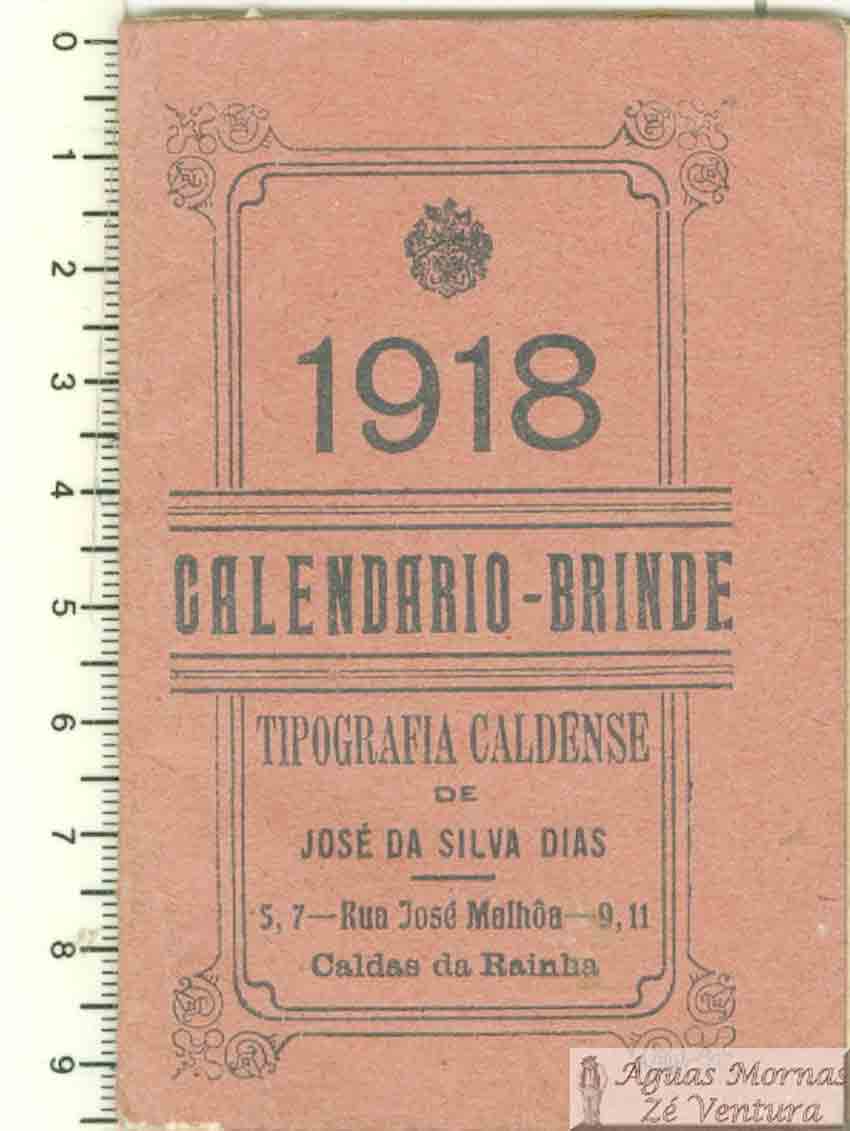 0
1
2
3
4
5
6
7
8
9
1918
CALENDARIO-BRINDE
TIPOGRAFIA CALDENSE
DE
JOSÉ DA SILVA DIAS
5, 7—Rua José Malhôa—9, 11
Caldas da Rainha
Águas Mornas
Zé Ventura